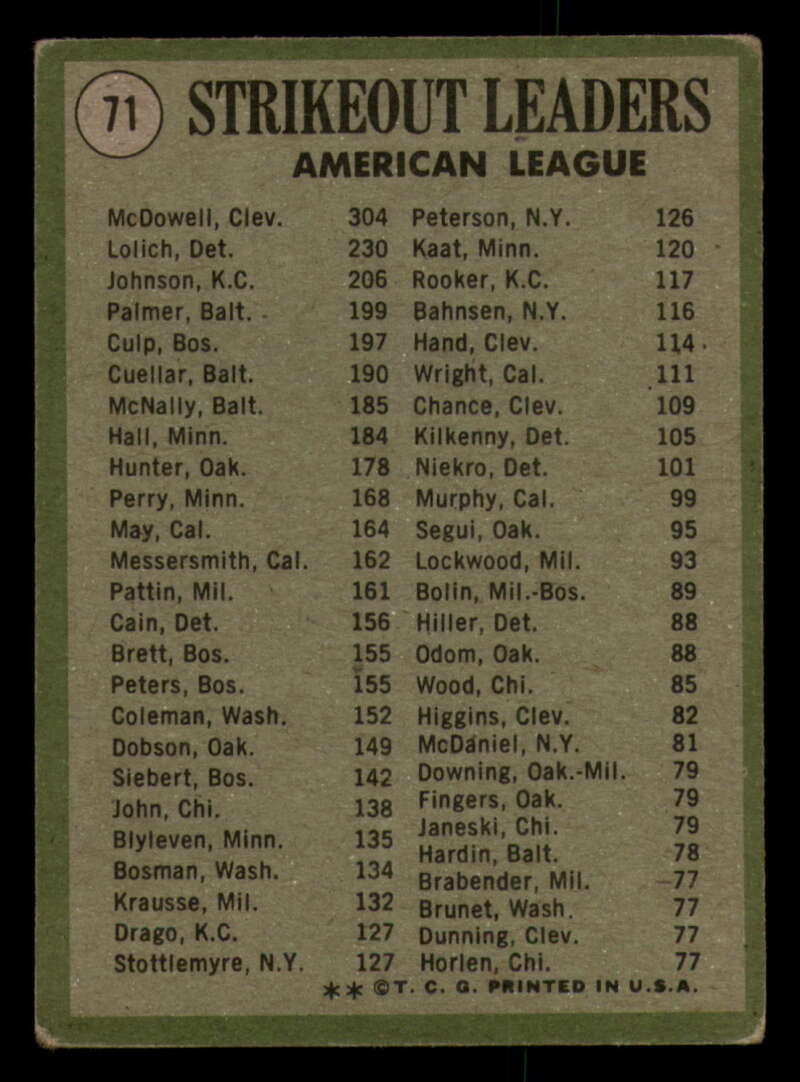 71
STRIKEOUT LEADERS
AMERICAN LEAGUE
McDowell, Clev. 304
Lolich, Det. 230
Johnson, K.C. 206
Palmer, Balt. 199
Culp, Bos. 197
Cuellar, Balt. 190
McNally, Balt. 185
Hall, Minn. 184
Hunter, Oak. 178
Perry, Minn. 168
May, Cal. 164
Messersmith, Cal. 162
Pattin, Mil. 161
Cain, Det. 156
Brett, Bos. 155
Peters, Bos. 155
Coleman, Wash. 152
Dobson, Oak. 149
Siebert, Bos. 142
John, Chi. 138
Blyleven, Minn. 135
Bosman, Wash. 134
Krausse, Mil. 132
Drago, K.C. 127
Stottlemyre, N.Y. 127
Peterson, N.Y. 126
Kaat, Minn. 120
Rooker, K.C. 117
Bahnsen, N.Y. 116
Hand, Clev. 114
Wright, Cal. 111
Chance, Clev. 109
Kilkenny, Det. 105
Niekro, Det. 101
Murphy, Cal. 99
Segui, Oak. 95
Lockwood, Mil. 93
Bolin, Mil.-Bos. 89
Hiller, Det. 88
Odom, Oak. 88
Wood, Chi. 85
Higgins, Clev. 82
McDaniel, N.Y. 81
Downing, Oak.-Mil. 79
Fingers, Oak. 79
Janeski, Chi. 79
Hardin, Balt. 78
Brabender, Mil. 77
Brunet, Wash. 77
Dunning, Clev. 77
Horlen, Chi. 77
** ©T. C. G. PRINTED IN U.S.A.